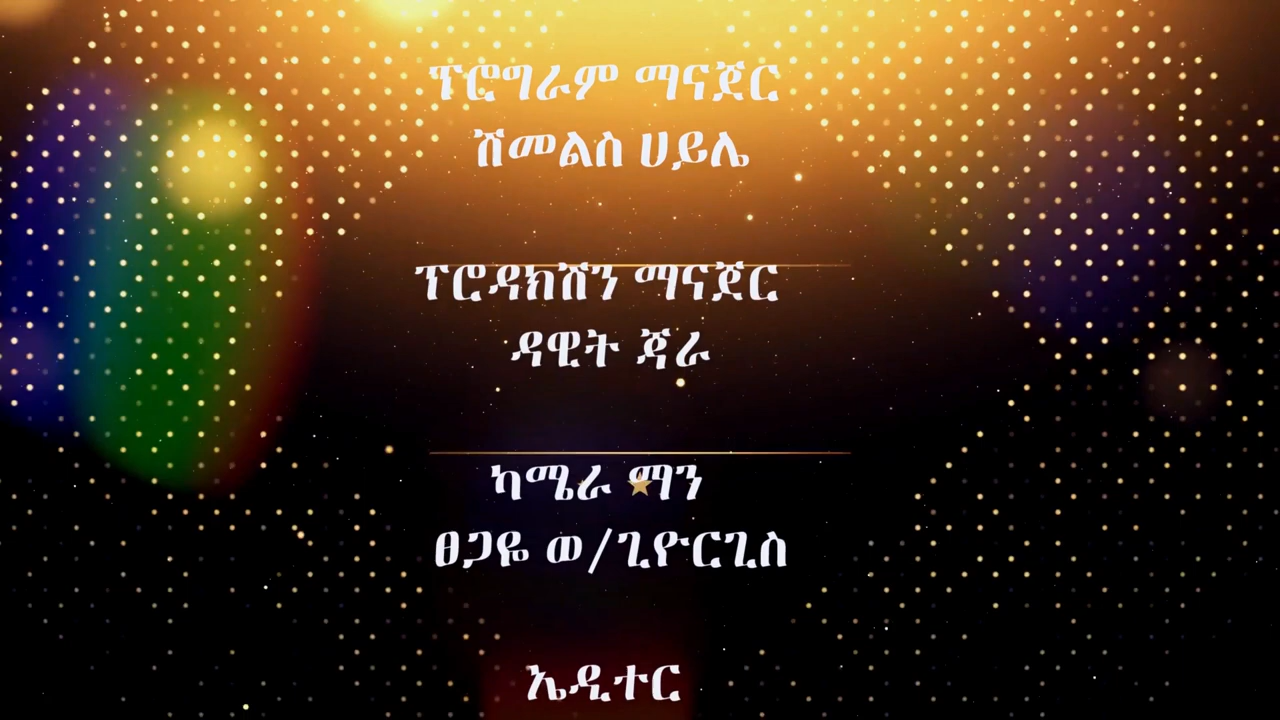 ፕሮግራም ማናጀር
ሽመልስ ሀይሌ
ፕሮዳክሽን ማናጀር
ዳዊት ጃራ
ካሜራ ማን
ፀጋዬ ወ/ጊዮርጊስ
ኤዲተር